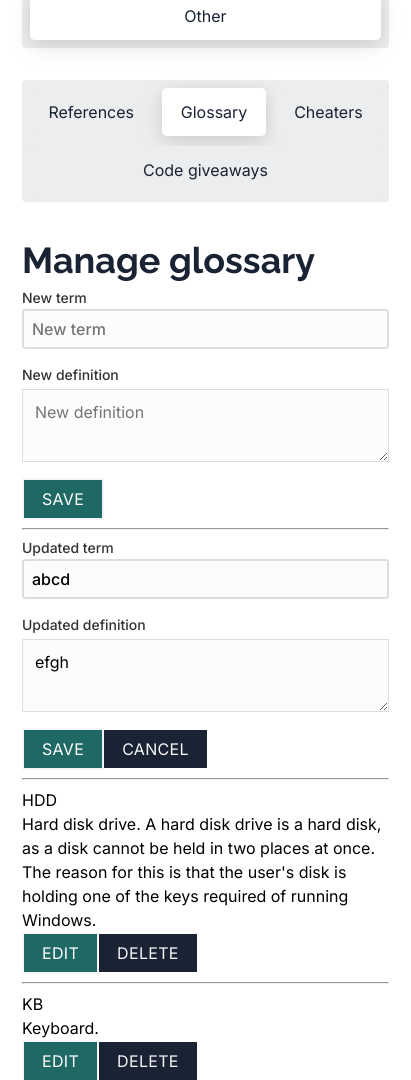 Other
References
Glossary
Cheaters
Code giveaways
Manage glossary
New term
New term
New definition
New definition
SAVE
Updated term
abcd
Updated definition
efgh
SAVE
CANCEL
HDD
Hard disk drive. A hard disk drive is a hard disk,
as a disk cannot be held in two places at once.
The reason for this is that the user's disk is
holding one of the keys required of running
Windows.
EDIT
DELETE
KB
Keyboard.
EDIT
DELETE